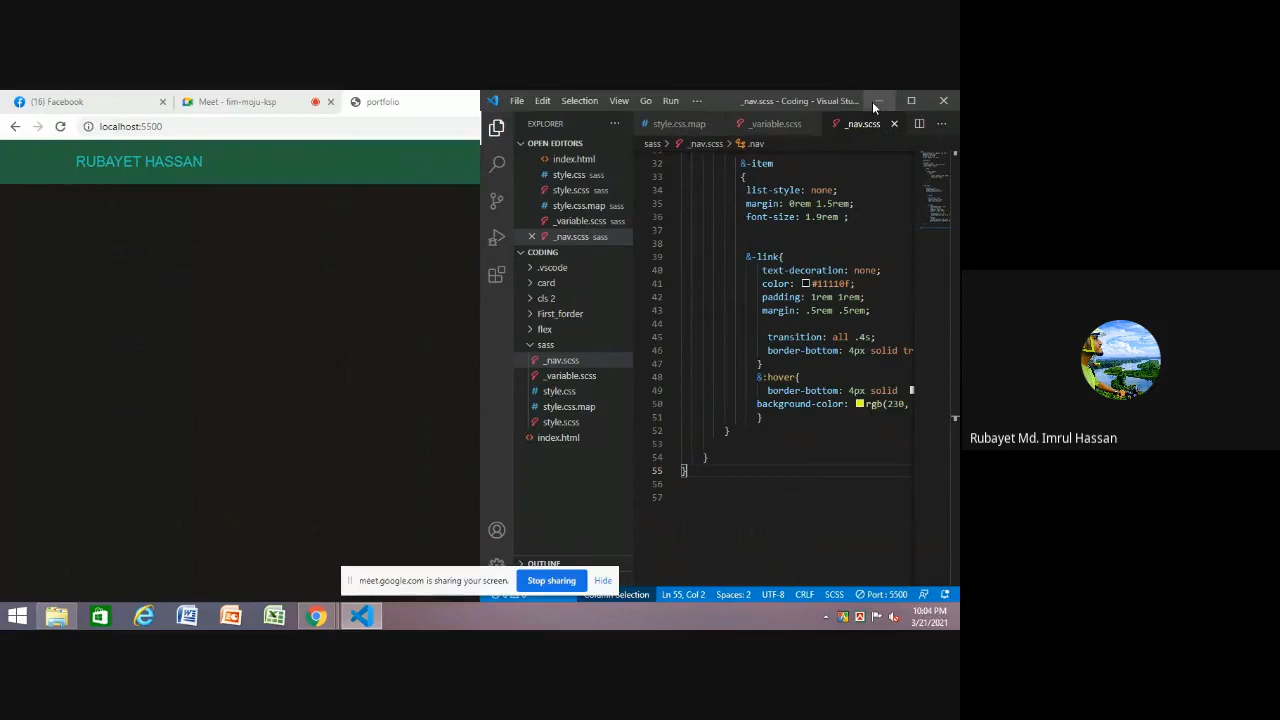 (16) Facebook
Meet - fim-moju-ksp
portfolio
localhost:5500
RUBAYET HASSAN
File Edit Selection View Go Run ···
_nav.scss - Coding - Visual Stu...
EXPLORER
OPEN EDITORS
index.html
style.css sass
style.scss sass
style.css.map sass
_variable.scss sass
_nav.scss sass
CODING
.vscode
card
cls 2
First_forder
flex
sass
_nav.scss
_variable.scss
style.css
style.css.map
style.scss
index.html
OUTLINE
style.css.map
_variable.scss
_nav.scss
sass > _nav.scss > .nav
32 &-item
33 {
34 list-style: none;
35 margin: 0rem 1.5rem;
36 font-size: 1.9rem ;
37
38
39 &-link{
40 text-decoration: none;
41 color: #11110f;
42 padding: 1rem 1rem;
43 margin: .5rem .5rem;
44
45 transition: all .4s;
46 border-bottom: 4px solid tr
47 }
48 &:hover{
49 border-bottom: 4px solid
50 background-color: rgb(230,
51 }
52 }
53
54 }
55 }
56
57
meet.google.com is sharing your screen.
Stop sharing
Hide
Column Selection
Ln 55, Col 2
Spaces: 2
UTF-8
CRLF
SCSS
Port : 5500
10:04 PM
3/21/2021
Rubayet Md. Imrul Hassan